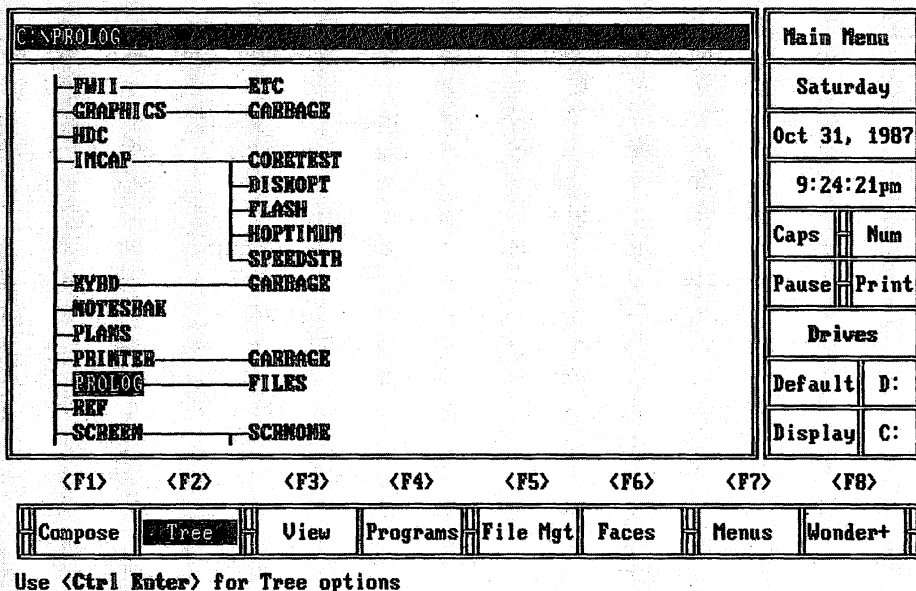 C:\PROLOG
FWII ETC
GRAPHICS GARBAGE
HDC
IMCAP CORETEST
DISKOPT
FLASH
HOPTIMUM
SPEEDSTR
KYBD GARBAGE
NOTESBAK
PLANS
PRINTER GARBAGE
PROLOG FILES
REF
SCREEN SCRNONE
Main Menu
Saturday
Oct 31, 1987
9:24:21pm
Caps Num
Pause Print
Drives
Default D:
Display C:
<F1> <F2> <F3> <F4> <F5> <F6> <F7> <F8>
Compose Tree View Programs File Mgt Faces Menus Wonder+
Use <Ctrl Enter> for Tree options